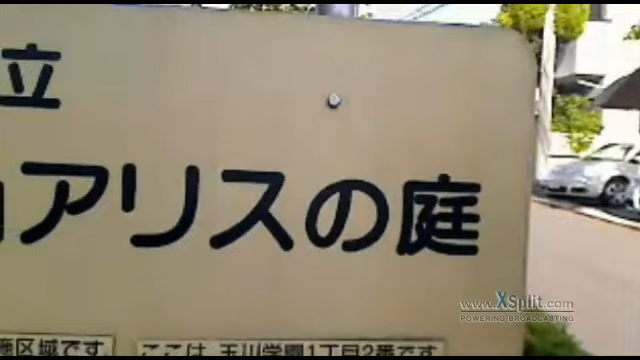 立
アリスの庭
区域です
ここは 玉川学園1丁目2番です
www.XSplit.com
POWERING BROADCASTING